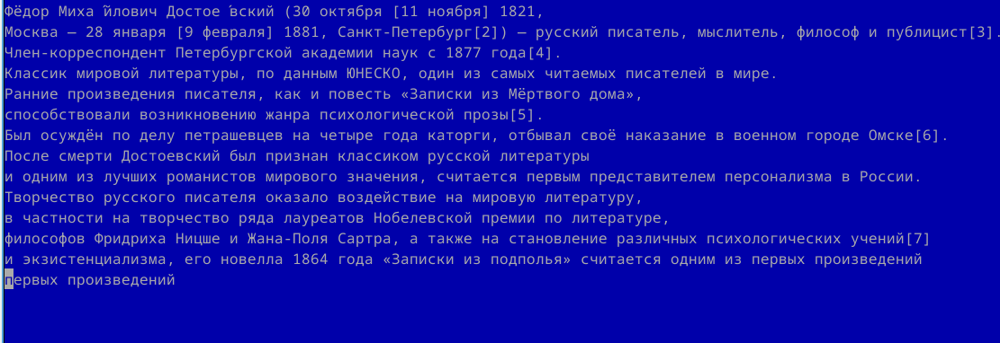 Фёдор Миха́йлович Достое́вский (30 октября [11 ноября] 1821,
Москва — 28 января [9 февраля] 1881, Санкт-Петербург[2]) — русский писатель, мыслитель, философ и публицист[3].
Член-корреспондент Петербургской академии наук с 1877 года[4].
Классик мировой литературы, по данным ЮНЕСКО, один из самых читаемых писателей в мире.
Ранние произведения писателя, как и повесть «Записки из Мёртвого дома»,
способствовали возникновению жанра психологической прозы[5].
Был осуждён по делу петрашевцев на четыре года каторги, отбывал своё наказание в военном городе Омске[6].
После смерти Достоевский был признан классиком русской литературы
и одним из лучших романистов мирового значения, считается первым представителем персонализма в России.
Творчество русского писателя оказало воздействие на мировую литературу,
в частности на творчество ряда лауреатов Нобелевской премии по литературе,
философов Фридриха Ницше и Жана-Поля Сартра, а также на становление различных психологических учений[7]
и экзистенциализма, его новелла 1864 года «Записки из подполья» считается одним из первых произведений
первых произведений